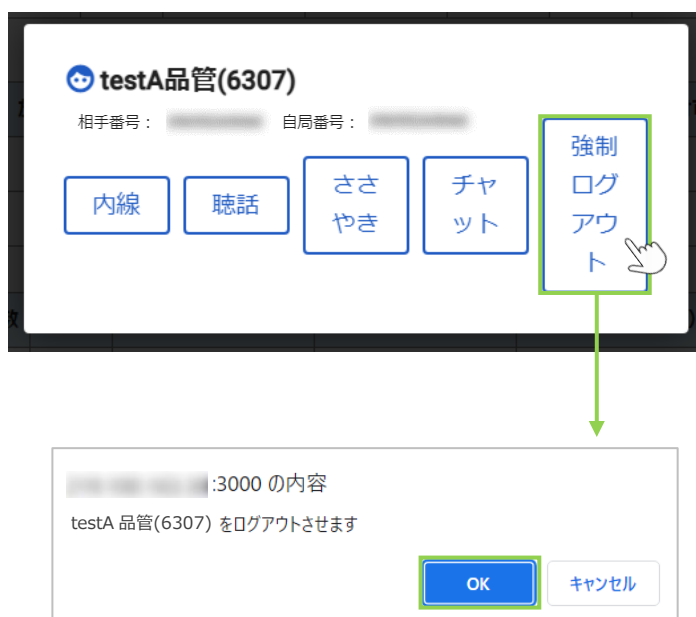 testA品管(6307)
相手番号： 自局番号：
内線
聴話
ささ
やき
チャ
ット
強制
ログ
アウ
ト
:3000 の内容
testA 品管(6307) をログアウトさせます
OK キャンセル